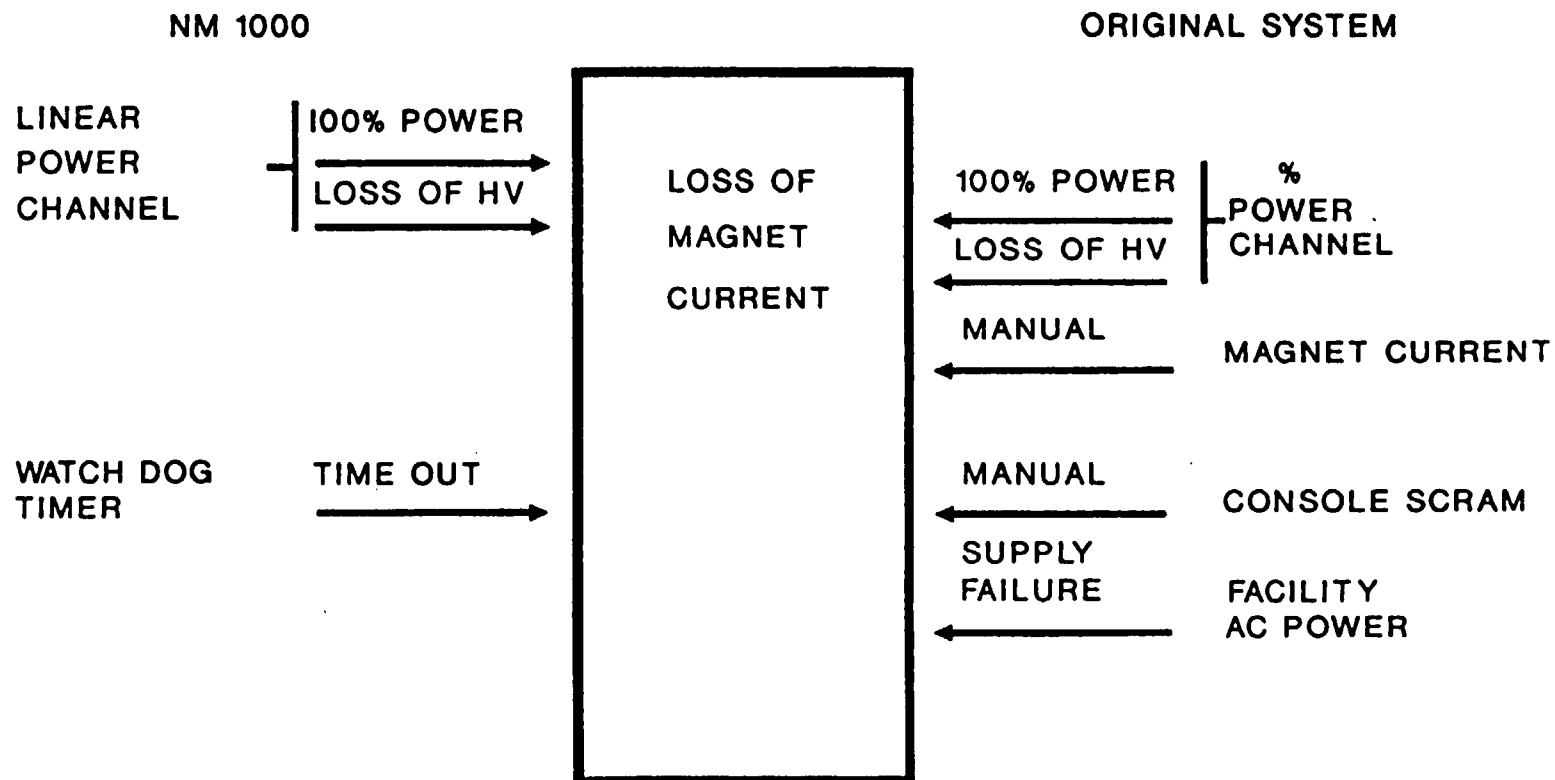 NM 1000
ORIGINAL SYSTEM
LINEAR
POWER
CHANNEL
100% POWER
LOSS OF HV
LOSS OF
MAGNET
CURRENT
100% POWER
LOSS OF HV
%
POWER
CHANNEL
MANUAL
MAGNET CURRENT
WATCH DOG
TIMER
TIME OUT
MANUAL
CONSOLE SCRAM
SUPPLY
FAILURE
FACILITY
AC POWER